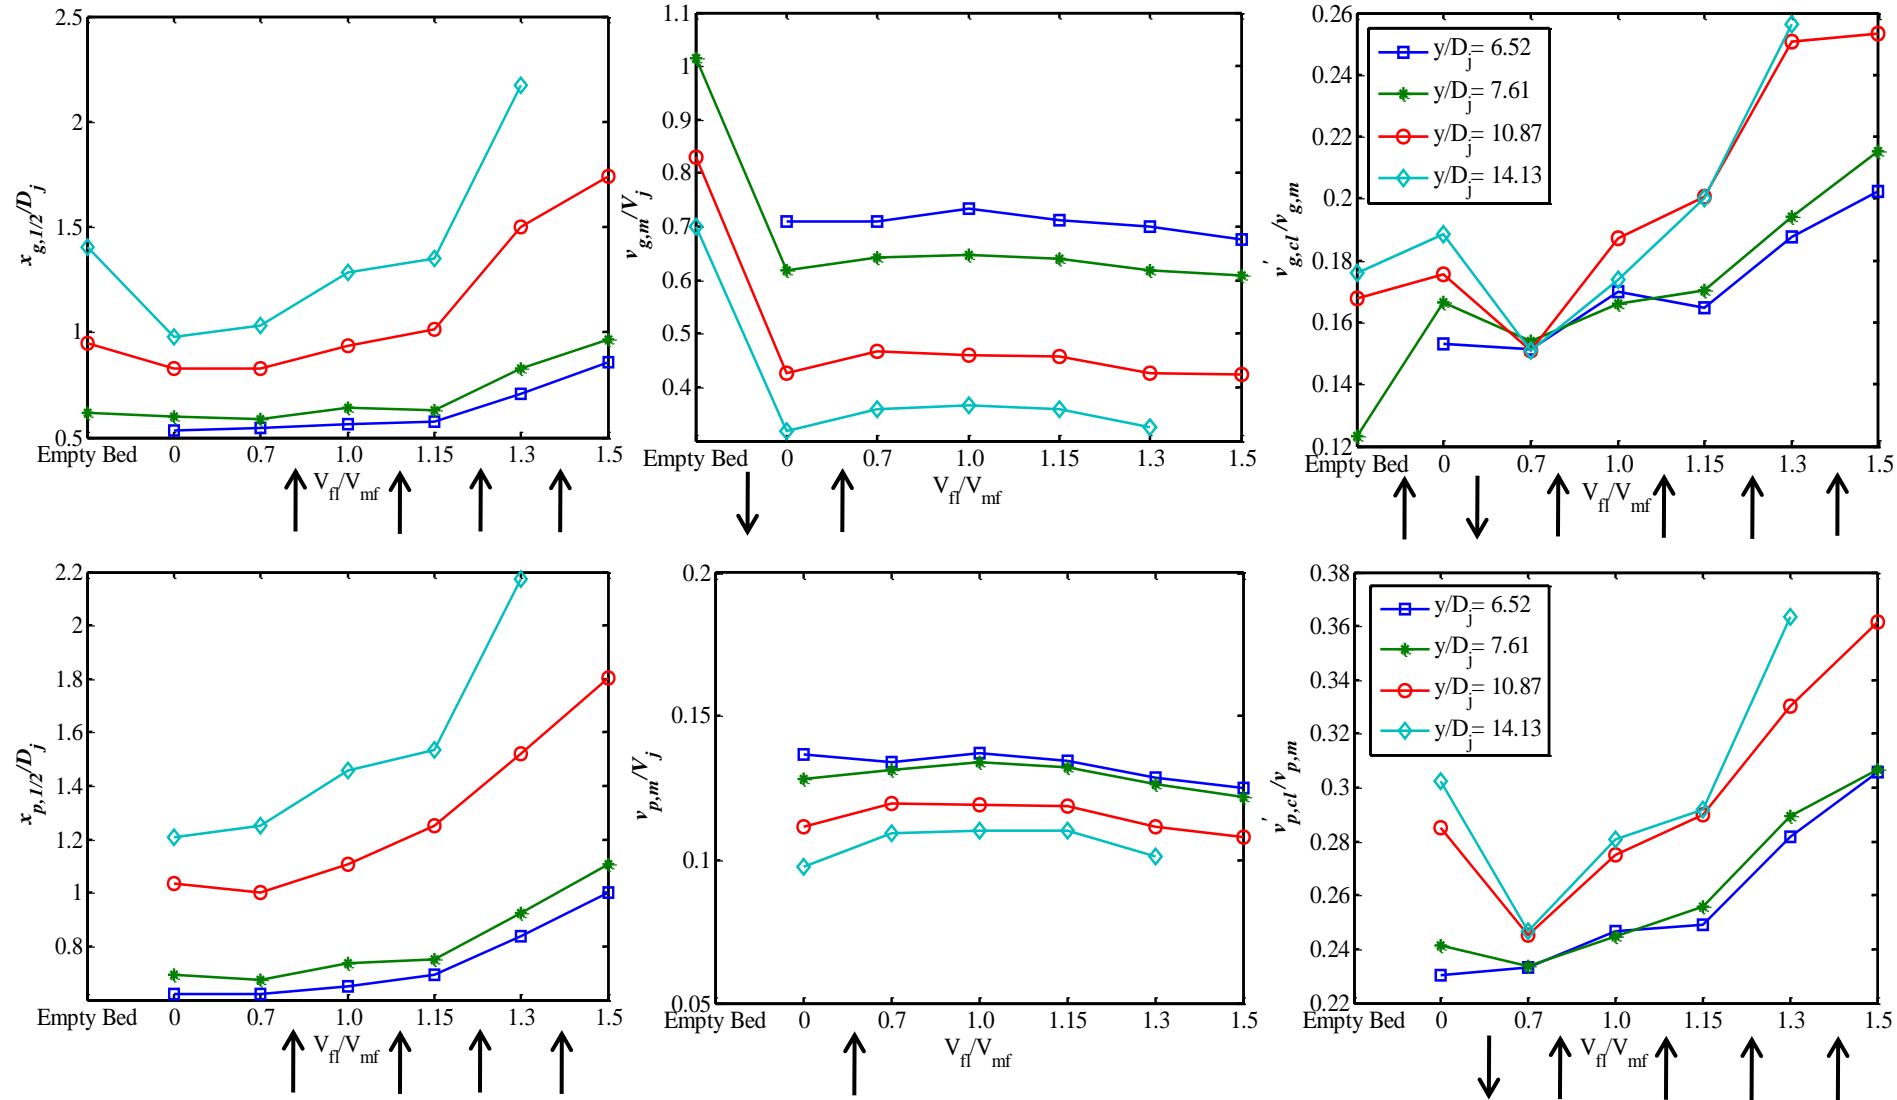 2.5
2
1.5
1
0.5
x_g,1/2/D_j
Empty Bed 0 0.7 1.0 1.15 1.3 1.5
V_fl/V_mf
1.1
1
0.9
0.8
0.7
0.6
0.5
0.4
v_g,m/V_j
Empty Bed 0 0.7 1.0 1.15 1.3 1.5
V_fl/V_mf
0.26
0.24
0.22
0.2
0.18
0.16
0.14
0.12
v'_g,cl/v_g,m
y/D_j= 6.52
y/D_j= 7.61
y/D_j= 10.87
y/D_j= 14.13
Empty Bed 0 0.7 1.0 1.15 1.3 1.5
V_fl/V_mf
2.2
2
1.8
1.6
1.4
1.2
1
0.8
x_p,1/2/D_j
Empty Bed 0 0.7 1.0 1.15 1.3 1.5
V_fl/V_mf
0.2
0.15
0.1
0.05
v_p,m/V_j
Empty Bed 0 0.7 1.0 1.15 1.3 1.5
V_fl/V_mf
0.38
0.36
0.34
0.32
0.3
0.28
0.26
0.24
0.22
v'_p,cl/v_p,m
y/D_j= 6.52
y/D_j= 7.61
y/D_j= 10.87
y/D_j= 14.13
Empty Bed 0 0.7 1.0 1.15 1.3 1.5
V_fl/V_mf